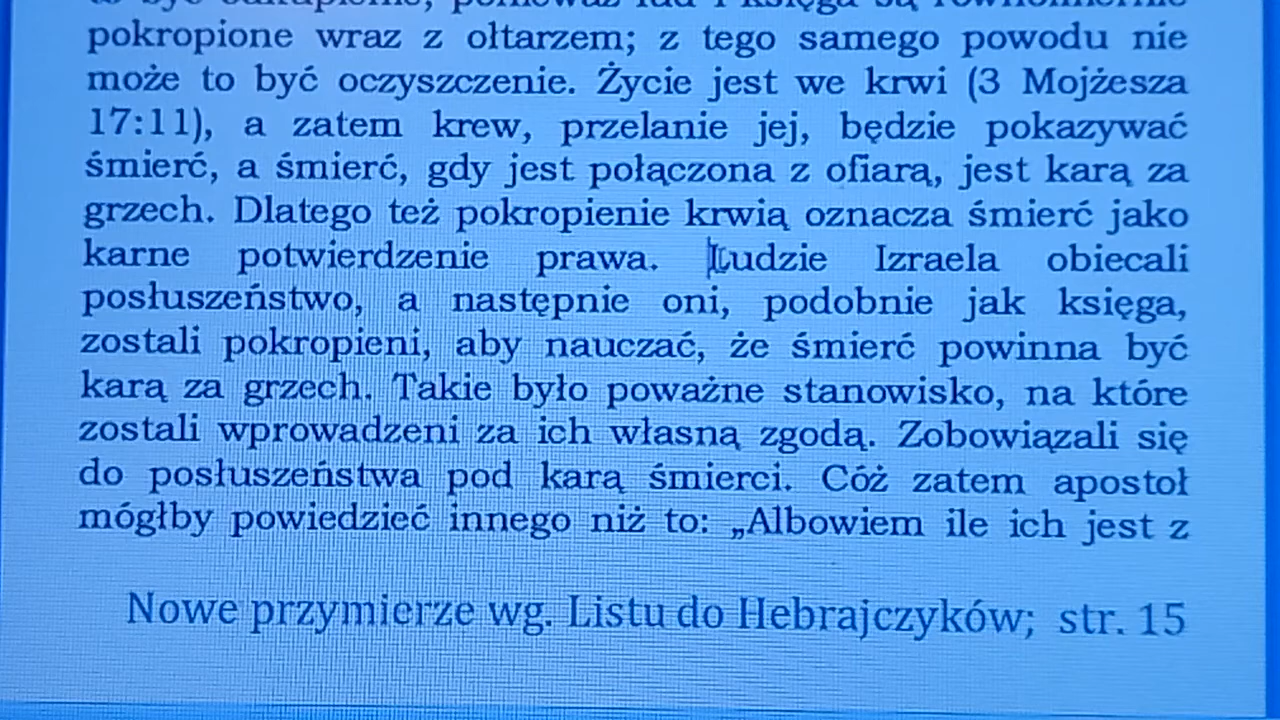 pokropione wraz z ołtarzem; z tego samego powodu nie
może to być oczyszczenie. Życie jest we krwi (3 Mojżesza
17:11), a zatem krew, przelanie jej, będzie pokazywać
śmierć, a śmierć, gdy jest połączona z ofiarą, jest karą za
grzech. Dlatego też pokropienie krwią oznacza śmierć jako
karne potwierdzenie prawa. Ludzie Izraela obiecali
posłuszeństwo, a następnie oni, podobnie jak księga,
zostali pokropieni, aby nauczać, że śmierć powinna być
karą za grzech. Takie było poważne stanowisko, na które
zostali wprowadzeni za ich własną zgodą. Zobowiązali się
do posłuszeństwa pod karą śmierci. Cóż zatem apostoł
mógłby powiedzieć innego niż to: „Albowiem ile ich jest z
Nowe przymierze wg. Listu do Hebrajczyków; str. 15